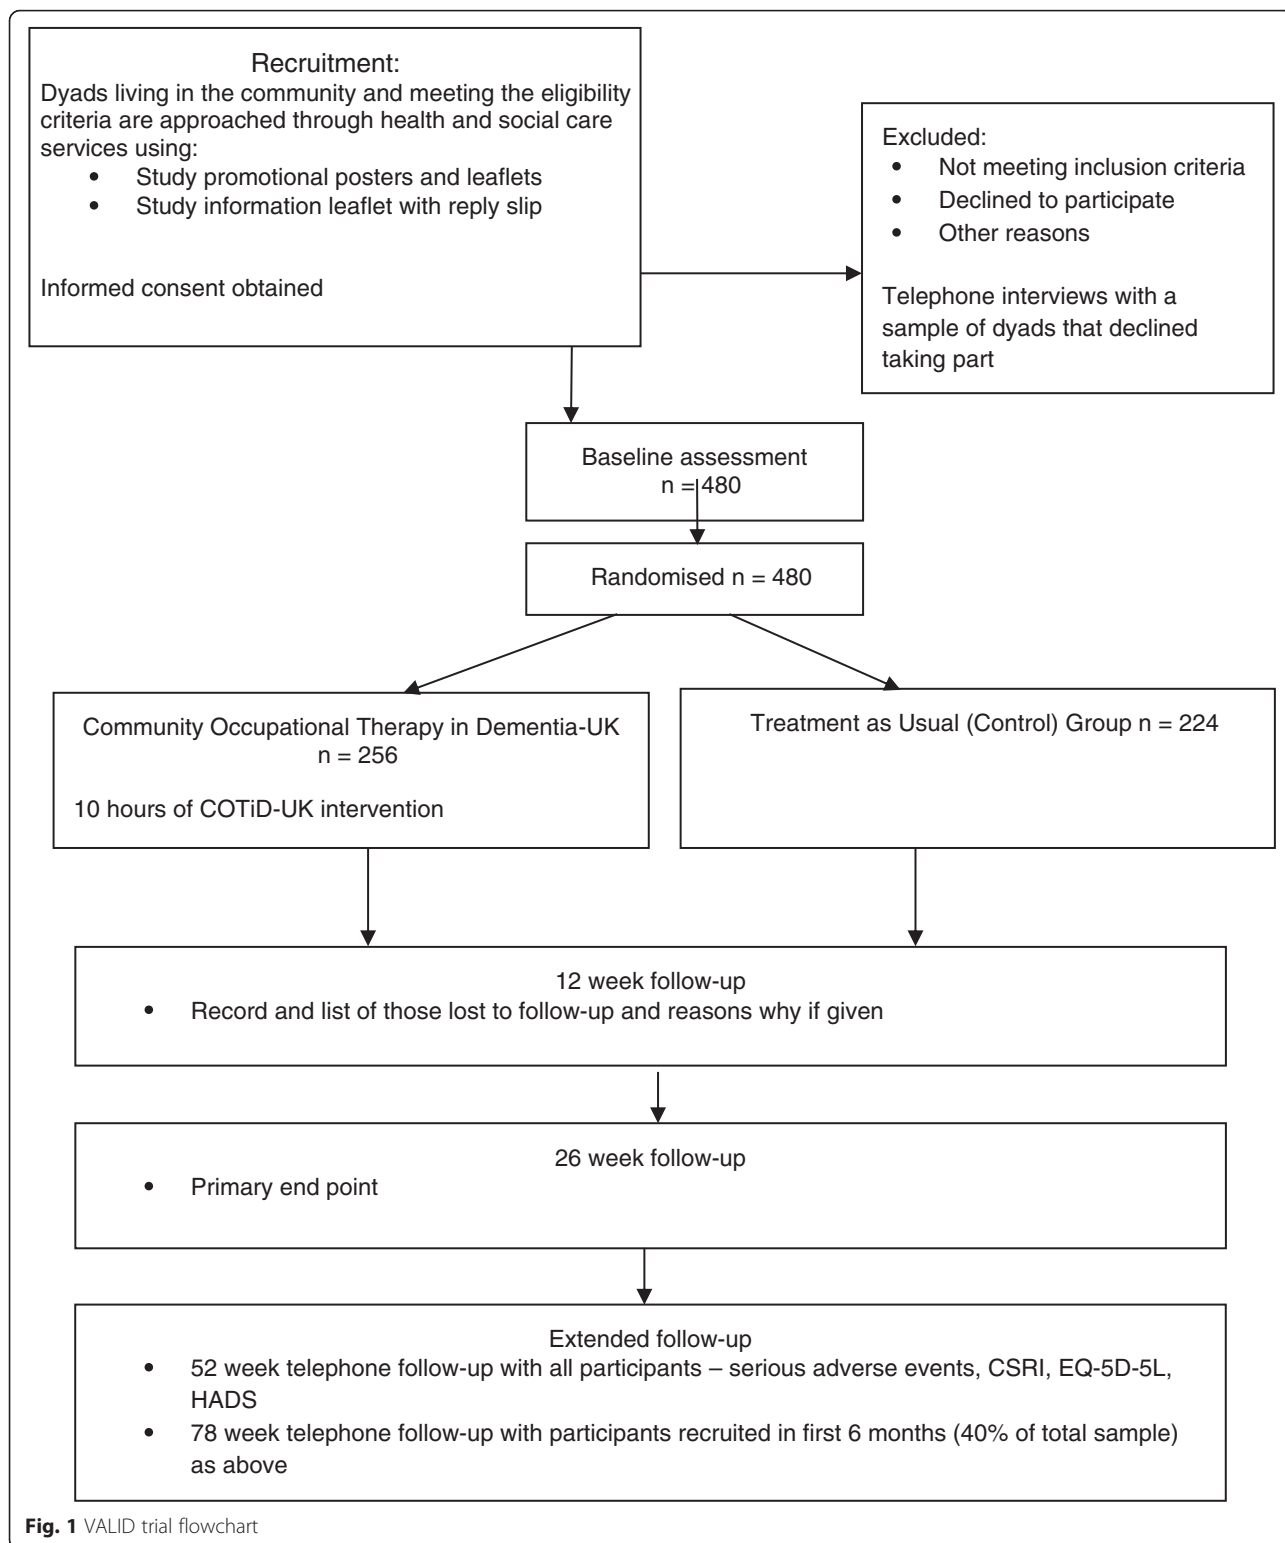 Recruitment:
Dyads living in the community and meeting the eligibility
criteria are approached through health and social care
services using:
• Study promotional posters and leaflets
• Study information leaflet with reply slip
Informed consent obtained
Excluded:
• Not meeting inclusion criteria
• Declined to participate
• Other reasons
Telephone interviews with a
sample of dyads that declined
taking part
Baseline assessment
n = 480
Randomised n = 480
Community Occupational Therapy in Dementia-UK
n = 256
10 hours of COTiD-UK intervention
Treatment as Usual (Control) Group n = 224
12 week follow-up
• Record and list of those lost to follow-up and reasons why if given
26 week follow-up
• Primary end point
Extended follow-up
• 52 week telephone follow-up with all participants – serious adverse events, CSRI, EQ-5D-5L,
HADS
• 78 week telephone follow-up with participants recruited in first 6 months (40% of total sample)
as above
Fig. 1 VALID trial flowchart